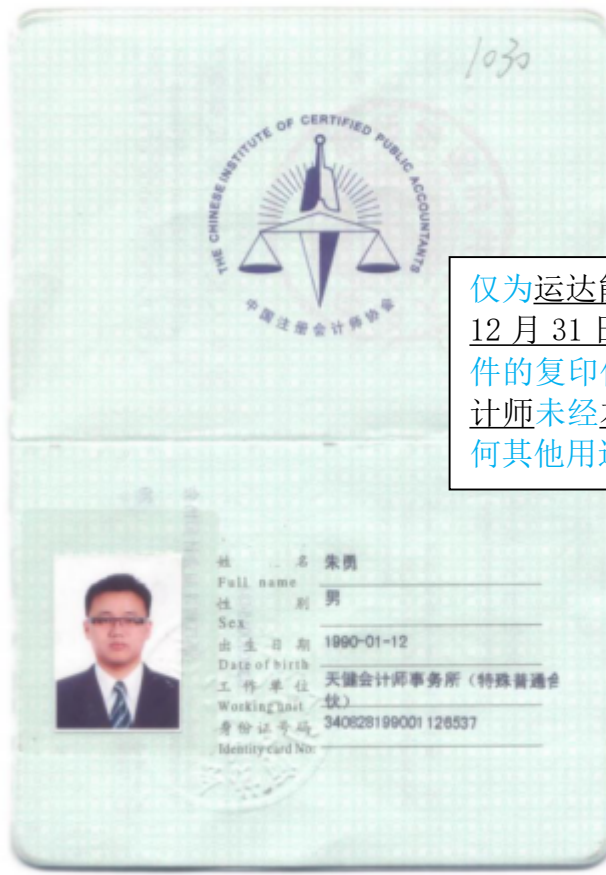 1030
THE CHINESE INSTITUTE OF CERTIFIED PUBLIC ACCOUNTANTS
中国注册会计师协会
仅为运达
12 月 31 日
件的复印
计师未经
何其他用
姓 名 朱勇
Full name
性 别 男
Sex
出 生 日 期 1990-01-12
Date of birth
工 作 单 位 天健会计师事务所（特殊普通合
Working unit 伙）
身份证号码 340828199001126537
Identity card No.